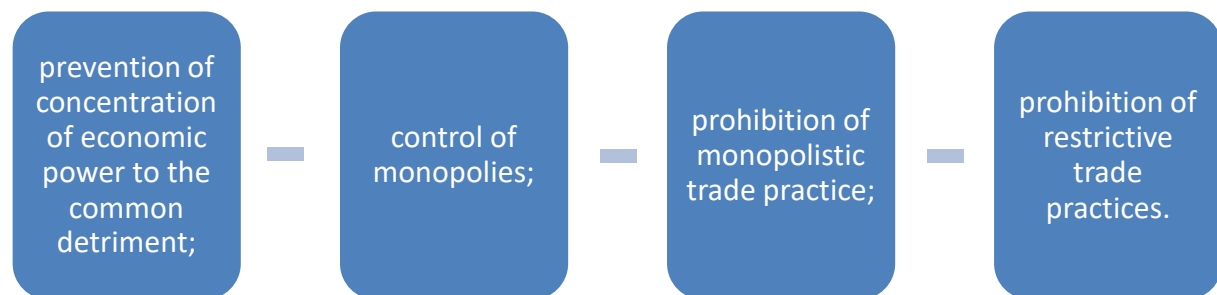 prevention of
concentration
of economic
power to the
common
detriment;
control of
monopolies;
prohibition of
monopolistic
trade practice;
prohibition of
restrictive
trade
practices.